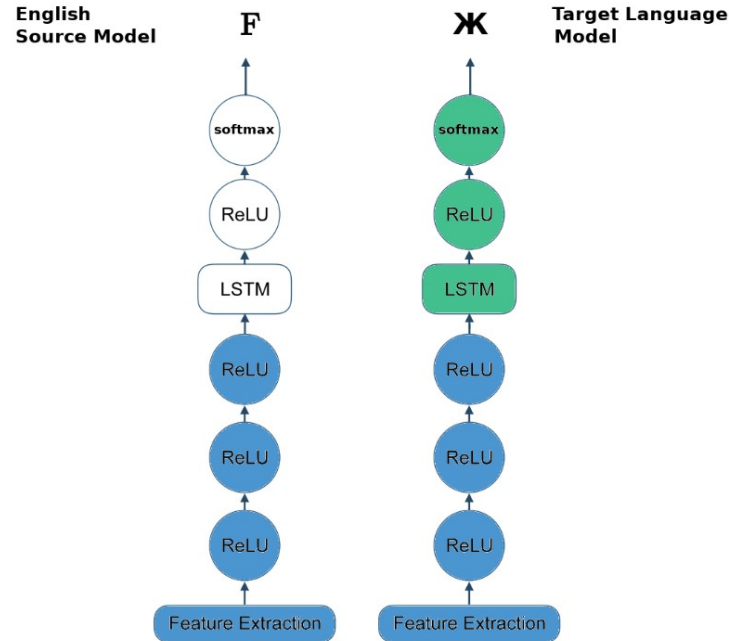 English
Source Model
F
Ж
Target Language
Model
softmax
softmax
ReLU
ReLU
LSTM
LSTM
ReLU
ReLU
ReLU
ReLU
ReLU
ReLU
Feature Extraction
Feature Extraction